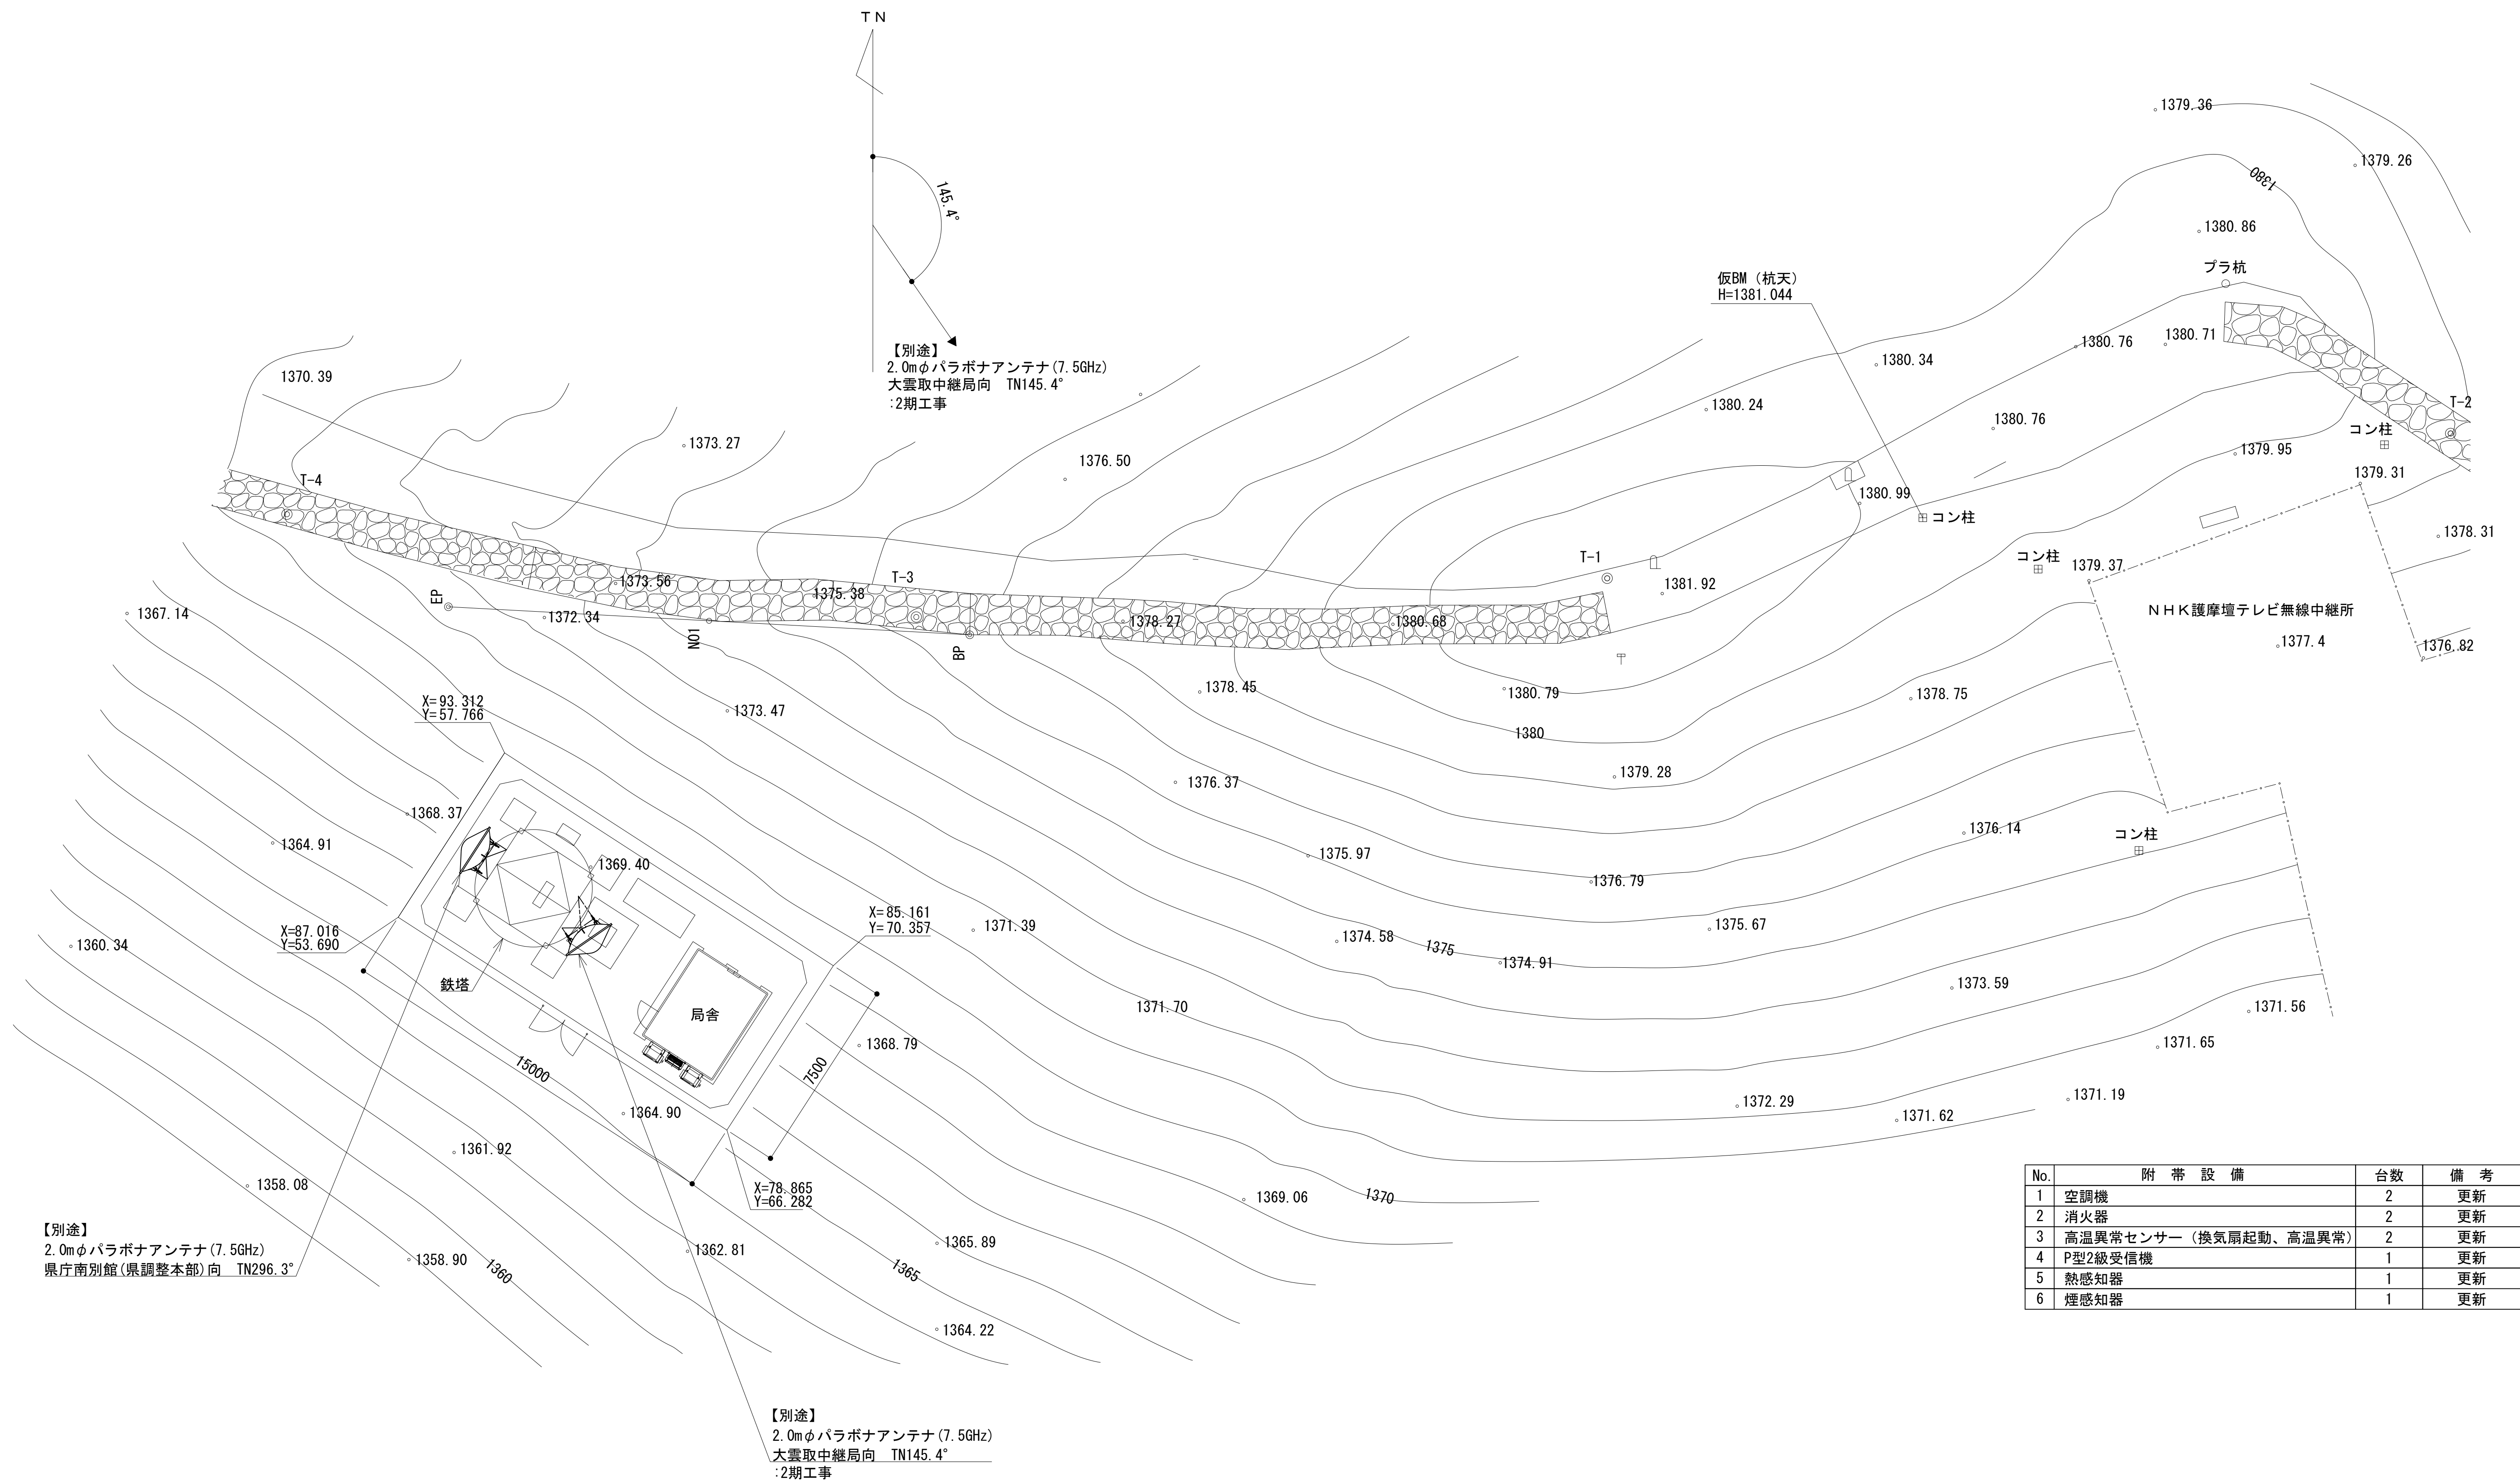 ＴＮ
145.4°
【別途】
2.0mφパラボナアンテナ(7.5GHz)
大雲取中継局向　TN145.4°
:2期工事
仮BM（杭天）
H=1381.044
1379.36
1379.26
1380
1380.86
プラ杭
1380.71
1380.76
1380.34
1380.24
1380.76
T-2
コン柱
1379.95
1379.31
1380.99
コン柱
1378.31
コン柱
1379.37
ＮＨＫ護摩壇テレビ無線中継所
1377.4
1376.82
1370.39
1373.27
1376.50
T-4
T-3
T-1
1373.56
1375.38
1381.92
EP
1372.34
NO1
BP
1378.27
1380.68
1367.14
1378.45
1380.79
1378.75
X=93.312
Y=57.766
1373.47
1380
1379.28
1376.37
1368.37
1364.91
1369.40
1375.97
1376.79
1376.14
コン柱
X=87.016
Y=53.690
X=85.161
Y=70.357
1371.39
1374.58
1375
1374.91
1375.67
1360.34
鉄塔
1373.59
局舎
1371.70
1371.56
1368.79
1371.65
15000
7500
1364.90
1372.29
1371.62
1371.19
1361.92
1358.08
X=78.865
Y=66.282
1369.06
1370
【別途】
2.0mφパラボナアンテナ(7.5GHz)
県庁南別館(県調整本部)向　TN296.3°
1358.90
1360
1362.81
1365.89
1365
1364.22
【別途】
2.0mφパラボナアンテナ(7.5GHz)
大雲取中継局向　TN145.4°
:2期工事
No.　附　帯　設　備　台数　備　考
1　空調機　2　更新
2　消火器　2　更新
3　高温異常センサー（換気扇起動、高温異常）　2　更新
4　P型2級受信機　1　更新
5　熱感知器　1　更新
6　煙感知器　1　更新